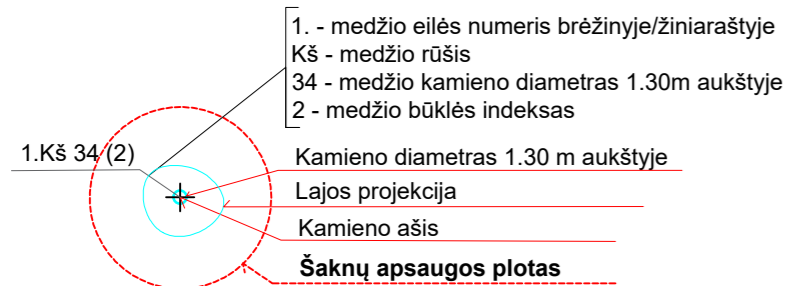 1. - medžio eilės numeris brėžinyje/žiniaraštyje
Kš - medžio rūšis
34 - medžio kamieno diametras 1.30m aukštyje
2 - medžio būklės indeksas
1.Kš 34 (2)
Kamieno diametras 1.30 m aukštyje
Lajos projekcija
Kamieno ašis
Šaknų apsaugos plotas